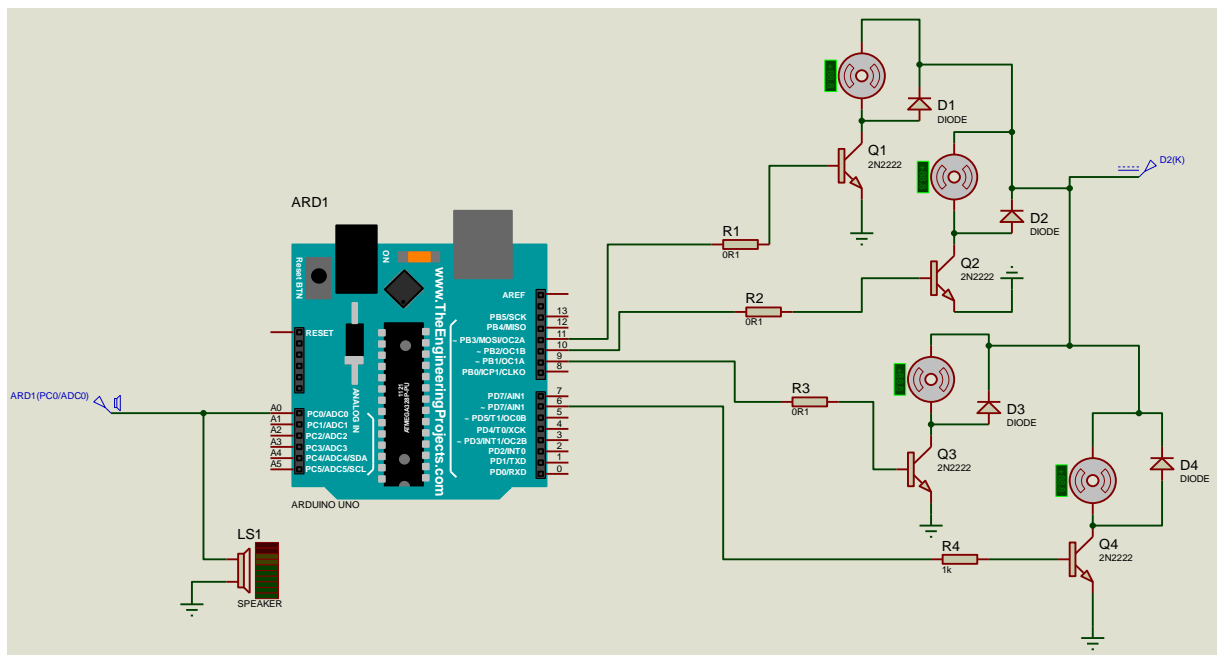 D1
DIODE
Q1
2N2222
D2(K)
ARD1
R1
0R1
D2
DIODE
Q2
2N2222
ON
Reset BTN
www.TheEngineeringProjects.com
AREF
PB5/SCK 13
PB4/MISO 12
~ PB3/MOSI/OC2A 11
~ PB2/OC1B 10
~ PB1/OC1A 9
PB0/ICP1/CLKO 8
R2
0R1
RESET
ANALOG IN
1121
ATMEGA328P-PU
PD7/AIN1 7
~ PD7/AIN1 6
~ PD5/T1/OC0B 5
PD4/T0/XCK 4
~ PD3/INT1/OC2B 3
PD2/INT0 2
PD1/TXD 1
PD0/RXD 0
R3
0R1
D3
DIODE
ARD1(PC0/ADC0)
A0 PC0/ADC0
A1 PC1/ADC1
A2 PC2/ADC2
A3 PC3/ADC3
A4 PC4/ADC4/SDA
A5 PC5/ADC5/SCL
Q3
2N2222
D4
DIODE
ARDUINO UNO
LS1
SPEAKER
R4
1k
Q4
2N2222